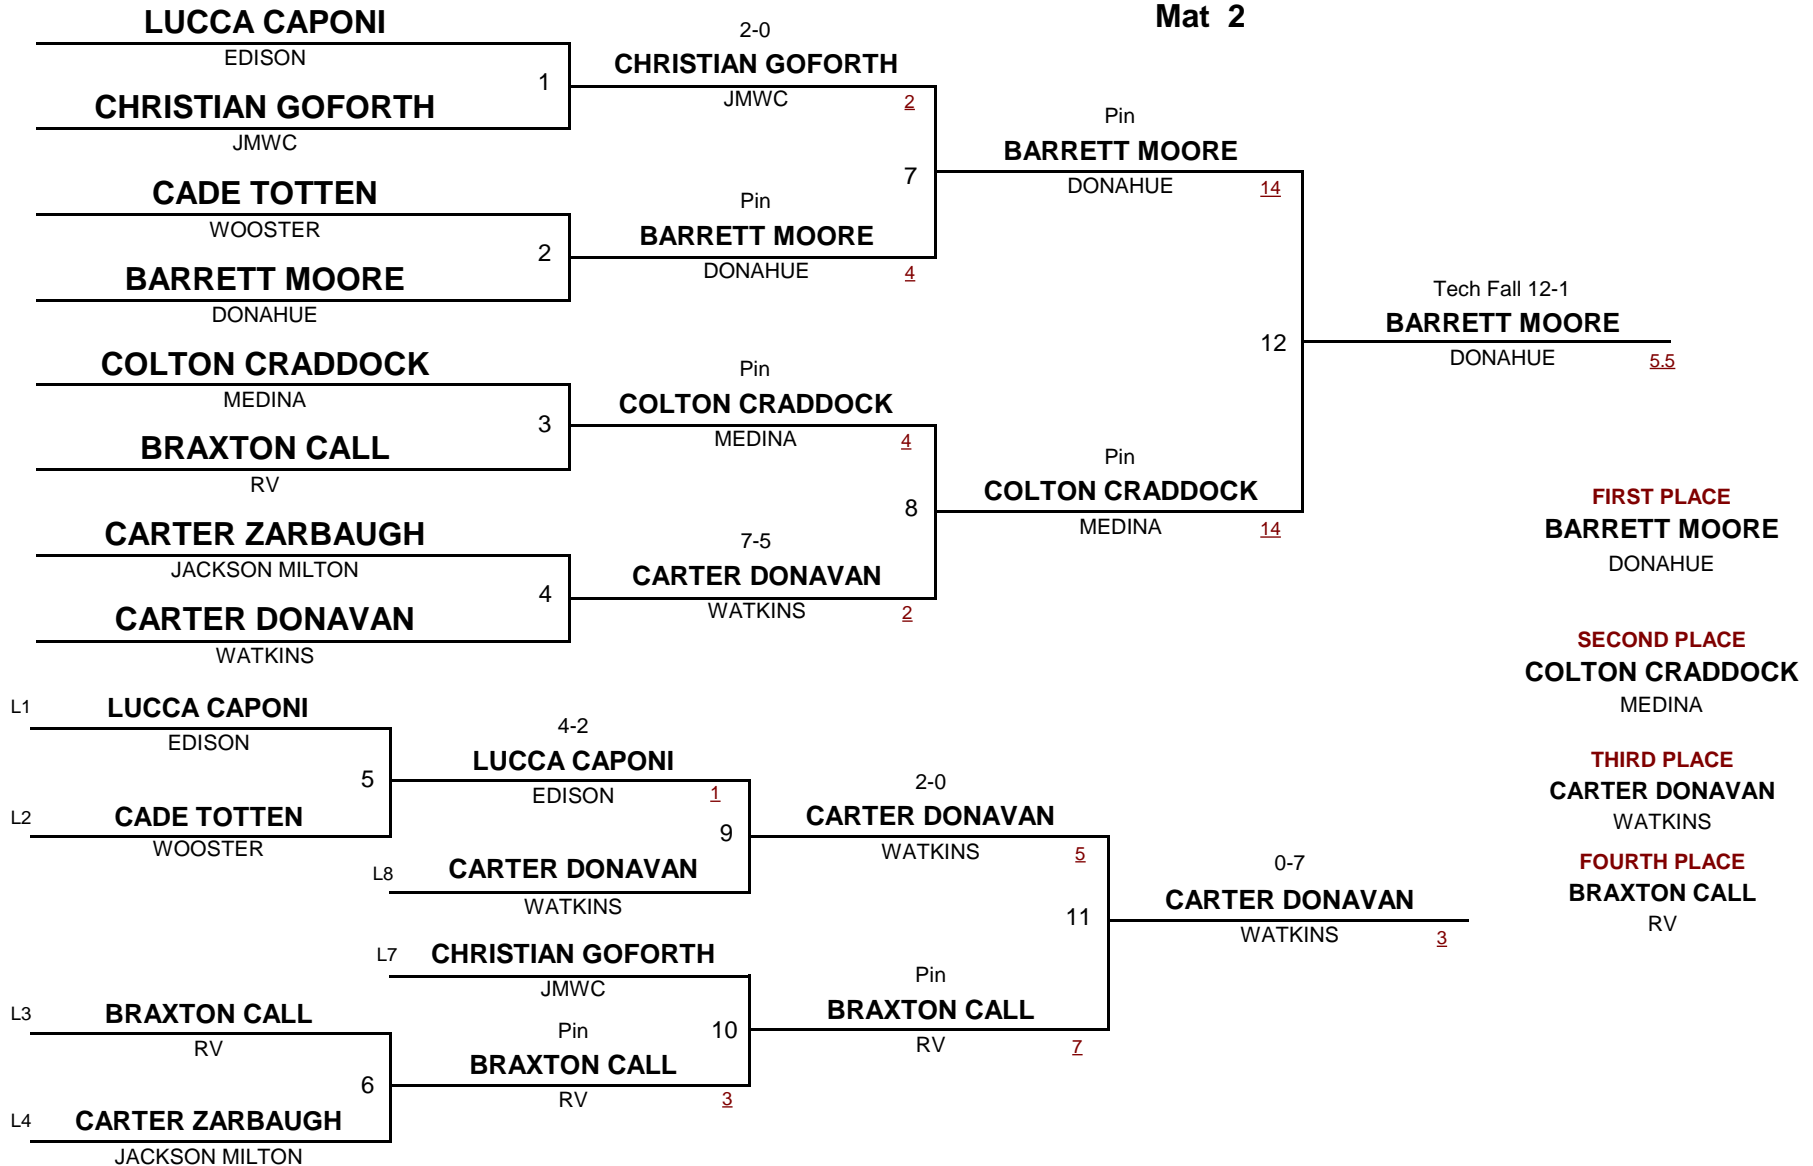 Mat 2
LUCCA CAPONI
EDISON
1
CHRISTIAN GOFORTH
JMWC
CADE TOTTEN
WOOSTER
2
BARRETT MOORE
DONAHUE
COLTON CRADDOCK
MEDINA
3
BRAXTON CALL
RV
CARTER ZARBAUGH
JACKSON MILTON
4
CARTER DONAVAN
WATKINS
2-0
CHRISTIAN GOFORTH
JMWC 2
7
Pin
BARRETT MOORE
DONAHUE 4
Pin
COLTON CRADDOCK
MEDINA 4
8
7-5
CARTER DONAVAN
WATKINS 2
Pin
BARRETT MOORE
DONAHUE 14
12
Pin
COLTON CRADDOCK
MEDINA 14
Tech Fall 12-1
BARRETT MOORE
DONAHUE 5.5
L1 LUCCA CAPONI
EDISON
5
L2 CADE TOTTEN
WOOSTER
4-2
LUCCA CAPONI
EDISON 1
9
L8 CARTER DONAVAN
WATKINS
L7 CHRISTIAN GOFORTH
JMWC
10
L3 BRAXTON CALL
RV
6
L4 CARTER ZARBAUGH
JACKSON MILTON
Pin
BRAXTON CALL
RV 3
2-0
CARTER DONAVAN
WATKINS 5
11
Pin
BRAXTON CALL
RV 7
0-7
CARTER DONAVAN
WATKINS 3
FIRST PLACE
BARRETT MOORE
DONAHUE
SECOND PLACE
COLTON CRADDOCK
MEDINA
THIRD PLACE
CARTER DONAVAN
WATKINS
FOURTH PLACE
BRAXTON CALL
RV